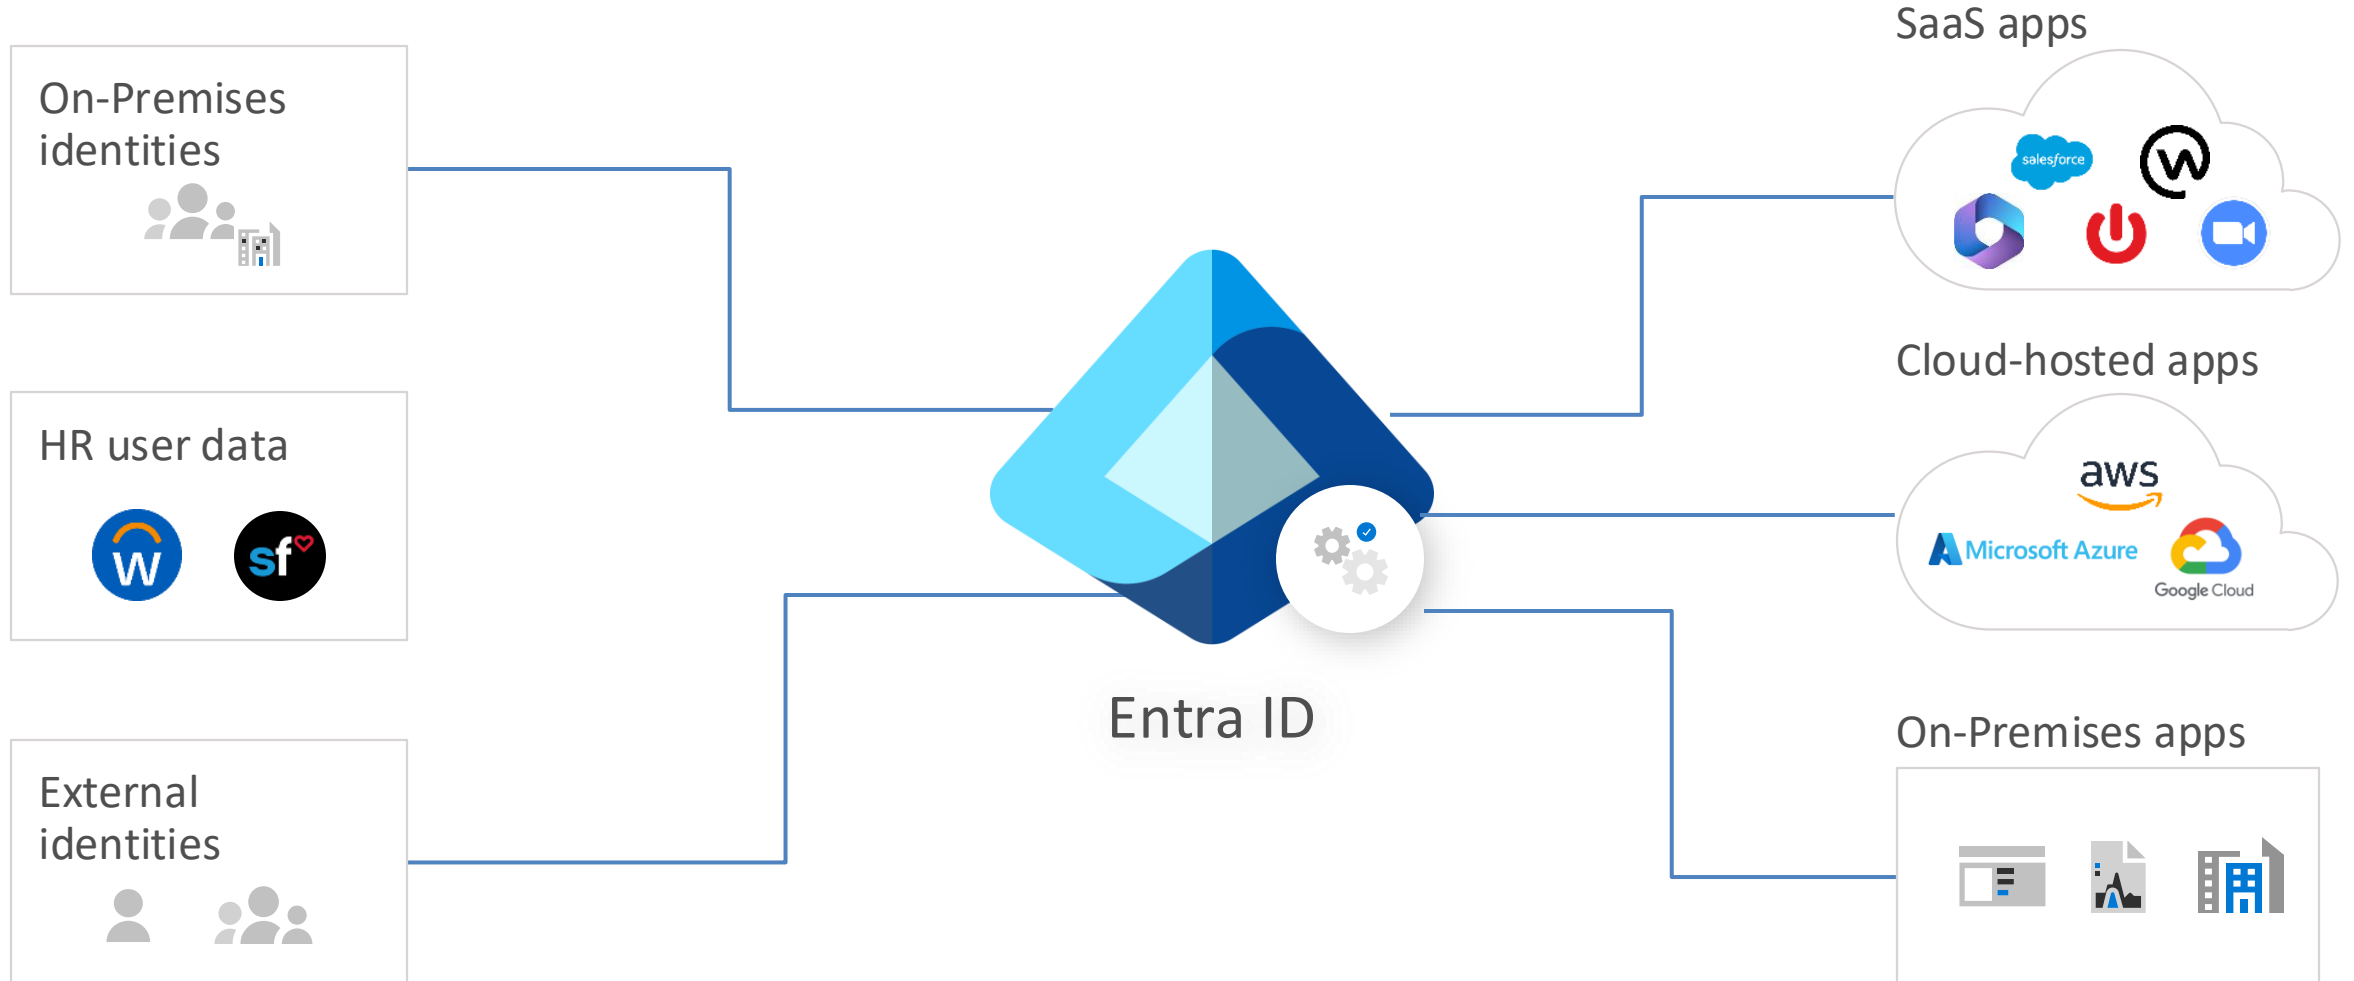 On-Premises
identities
HR user data
W
sf
External
identities
Entra ID
SaaS apps
salesforce
W
Cloud-hosted apps
aws
Microsoft Azure
Google Cloud
On-Premises apps